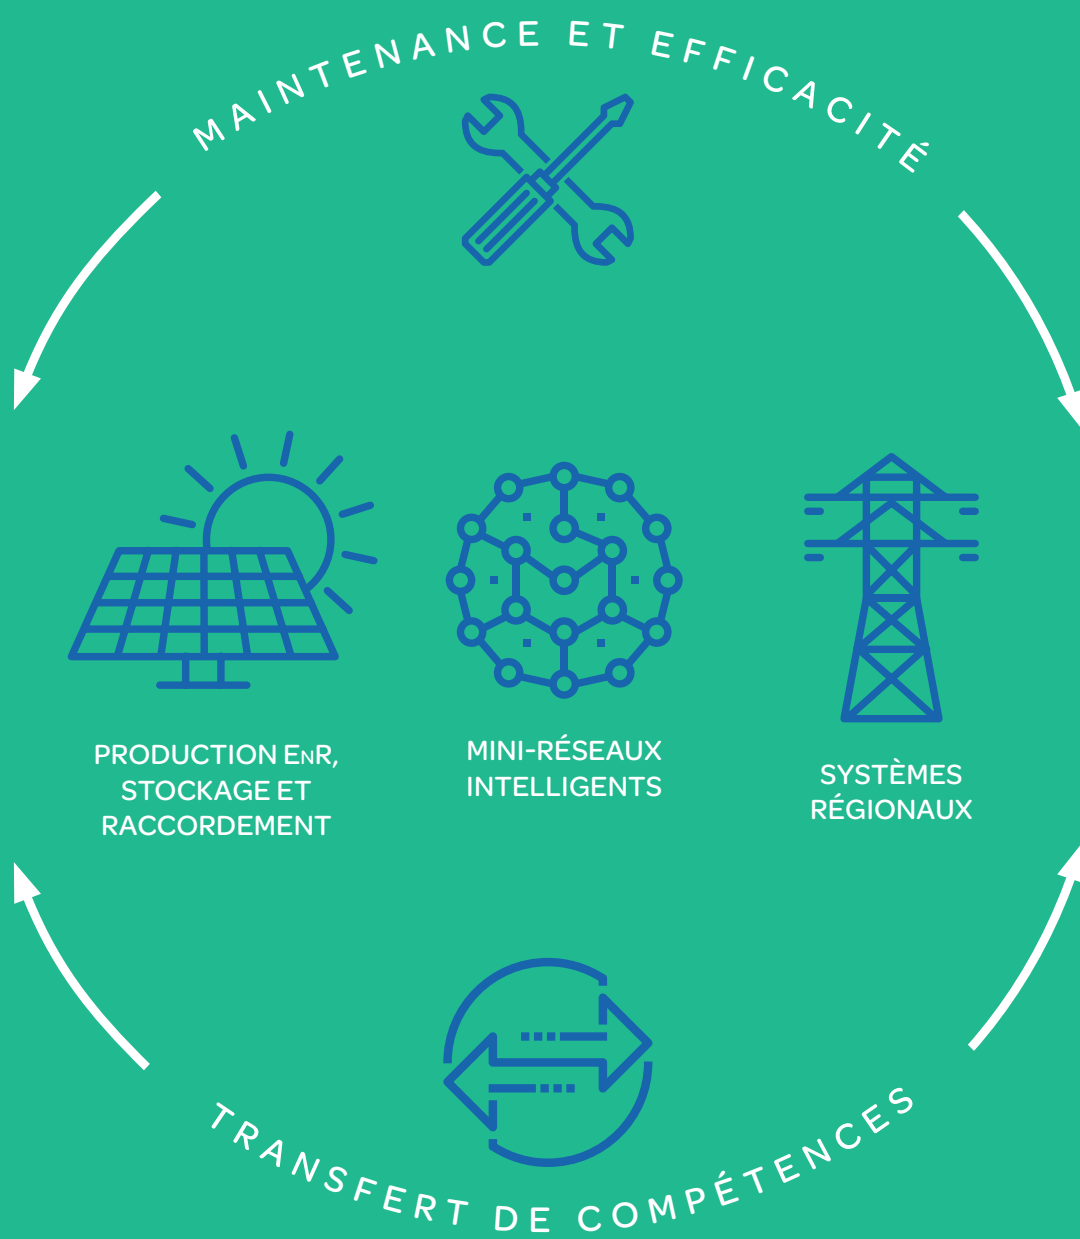 MAINTENANCE ET EFFICACITÉ
PRODUCTION ENR,
STOCKAGE ET
RACCORDEMENT
MINI-RÉSEAUX
INTELLIGENTS
SYSTÈMES
RÉGIONAUX
TRANSFERT DE COMPÉTENCES